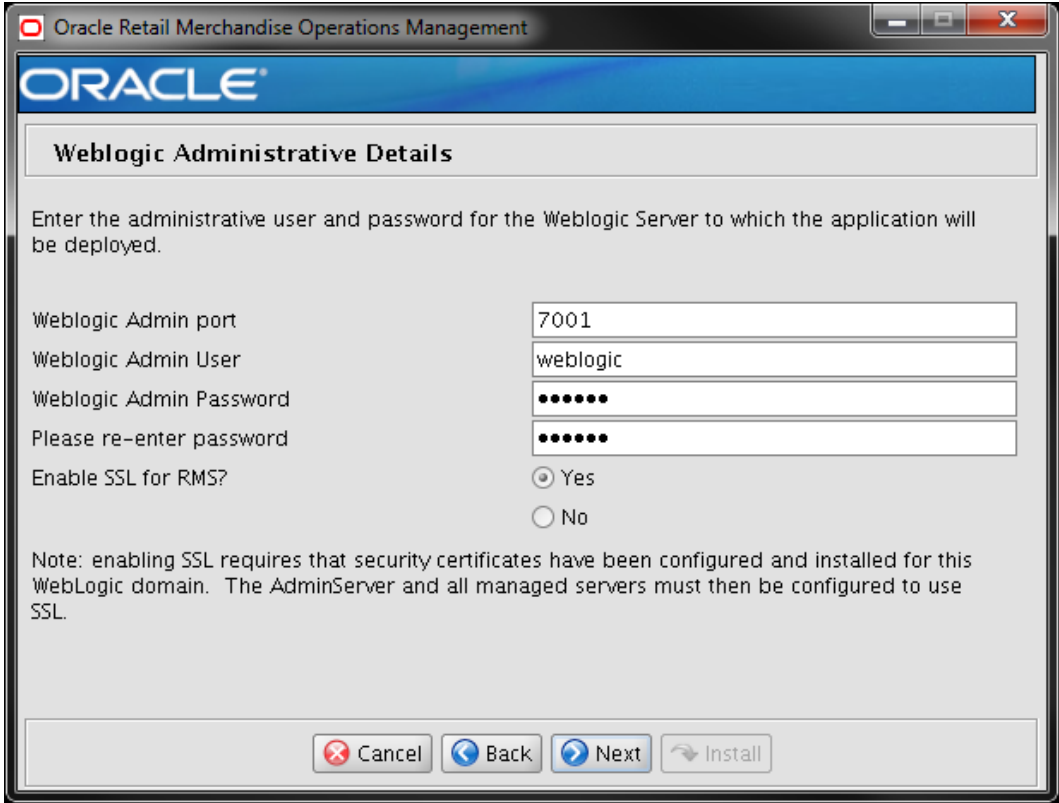 Oracle Retail Merchandise Operations Management
ORACLE®
Weblogic Administrative Details
Enter the administrative user and password for the Weblogic Server to which the application will
be deployed.
Weblogic Admin port 7001
Weblogic Admin User weblogic
Weblogic Admin Password ••••••
Please re-enter password ••••••
Enable SSL for RMS? Yes
No
Note: enabling SSL requires that security certificates have been configured and installed for this
WebLogic domain.  The AdminServer and all managed servers must then be configured to use
SSL.
Cancel Back Next Install